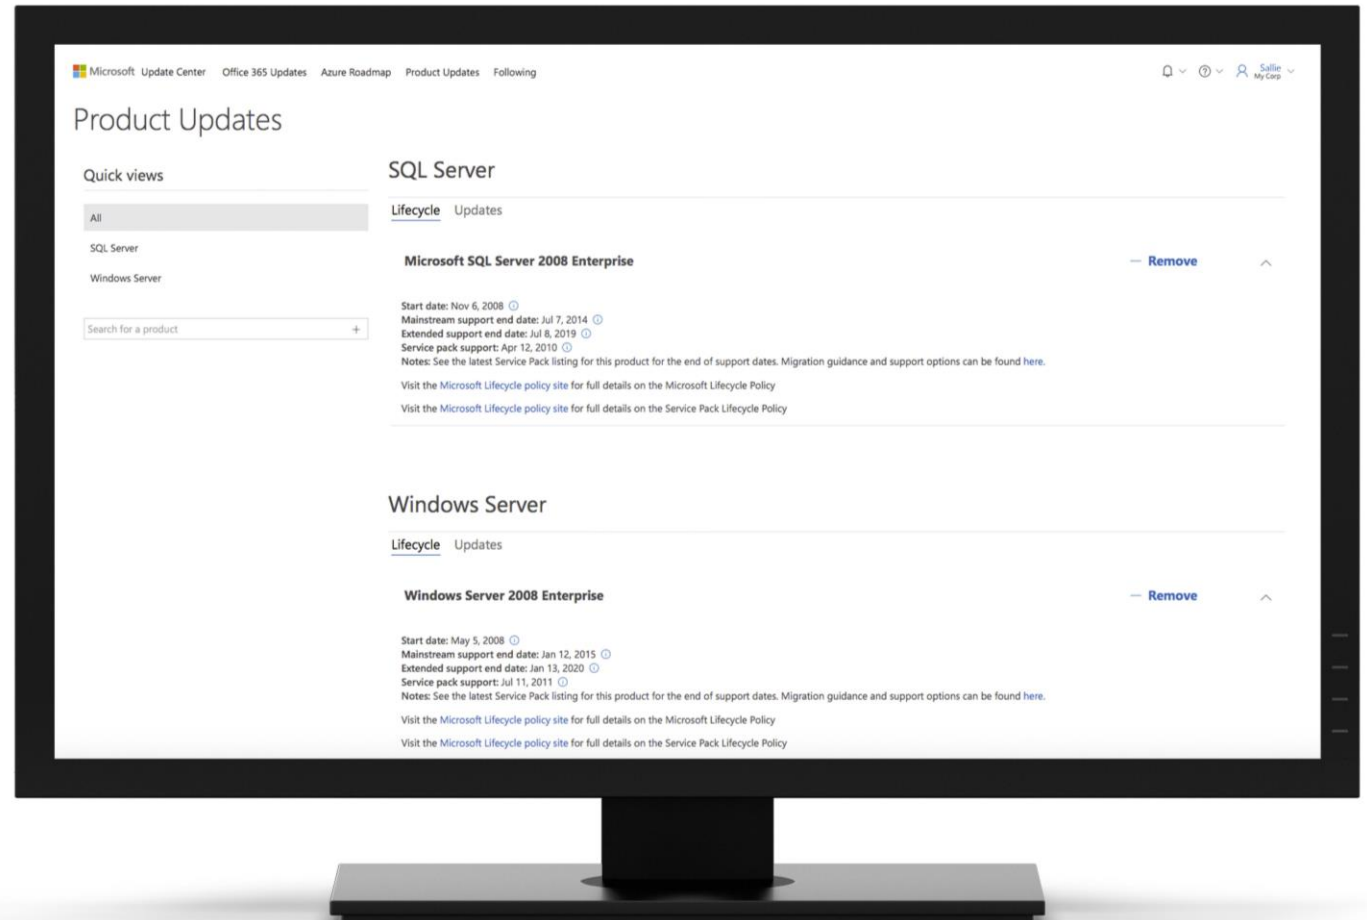 Microsoft Update Center Office 365 Updates Azure Roadmap Product Updates Following
Sallie
My Corp
Product Updates
Quick views
All
SQL Server
Windows Server
Search for a product +
SQL Server
Lifecycle Updates
Microsoft SQL Server 2008 Enterprise
— Remove
Start date: Nov 6, 2008
Mainstream support end date: Jul 7, 2014
Extended support end date: Jul 8, 2019
Service pack support: Apr 12, 2010
Notes: See the latest Service Pack listing for this product for the end of support dates. Migration guidance and support options can be found here.
Visit the Microsoft Lifecycle policy site for full details on the Microsoft Lifecycle Policy
Visit the Microsoft Lifecycle policy site for full details on the Service Pack Lifecycle Policy
Windows Server
Lifecycle Updates
Windows Server 2008 Enterprise
— Remove
Start date: May 5, 2008
Mainstream support end date: Jan 12, 2015
Extended support end date: Jan 13, 2020
Service pack support: Jul 11, 2011
Notes: See the latest Service Pack listing for this product for the end of support dates. Migration guidance and support options can be found here.
Visit the Microsoft Lifecycle policy site for full details on the Microsoft Lifecycle Policy
Visit the Microsoft Lifecycle policy site for full details on the Service Pack Lifecycle Policy